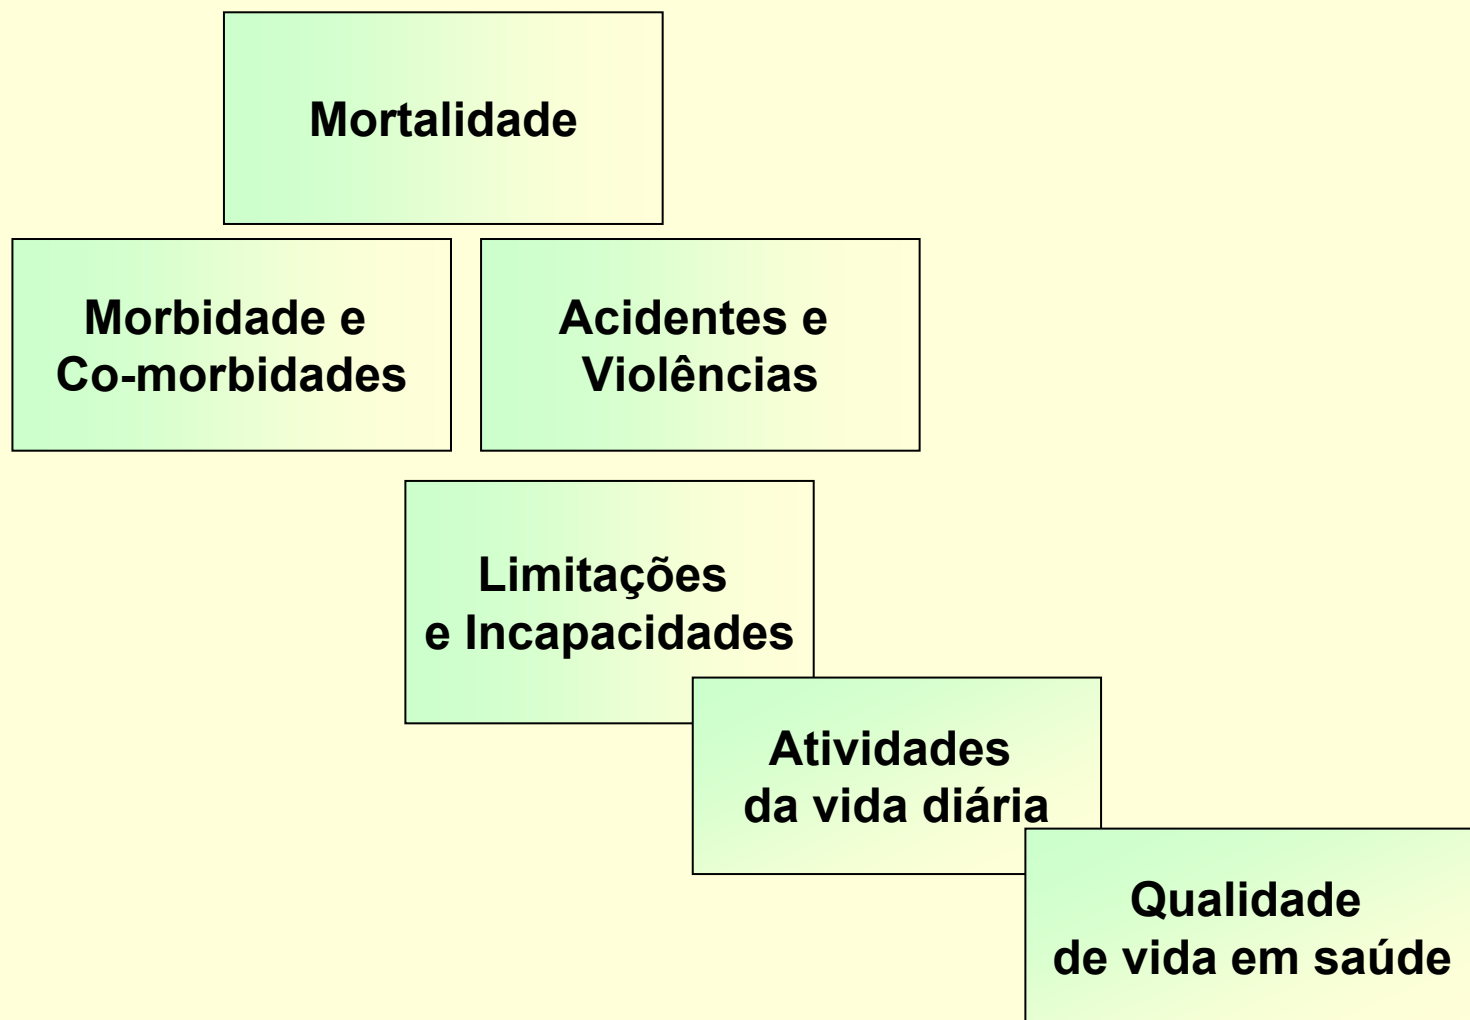 Mortalidade
Morbidade e
Co-morbidades
Acidentes e
Violências
Limitações
e Incapacidades
Atividades
da vida diária
Qualidade
de vida em saúde